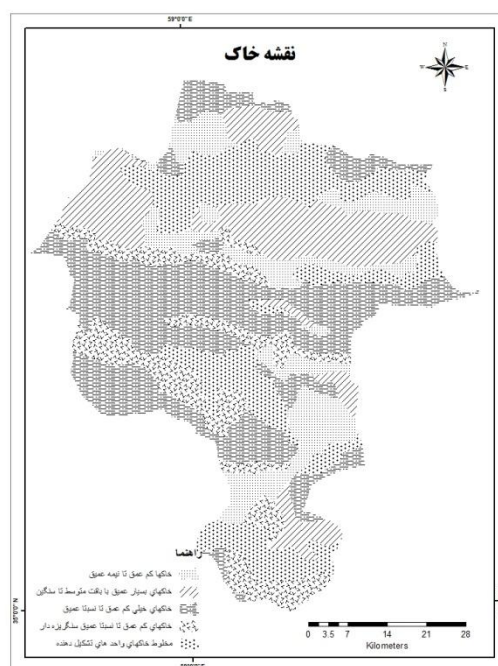 59°0'0" E
نقشه خاک
N
W E
S
راهنما
خاکها کم عمق تا نیمه عمیق
خاکهای بسیار عمیق با بافت متوسط تا سنگین
خاکهای خیلی کم عمق تا نسبتا عمیق
خاکهای کم عمق تا نسبتا عمیق سنگریزه دار
مخلوط خاکهای واحد های تشکیل دهنده
0 3.5 7 14 21 28
Kilometers